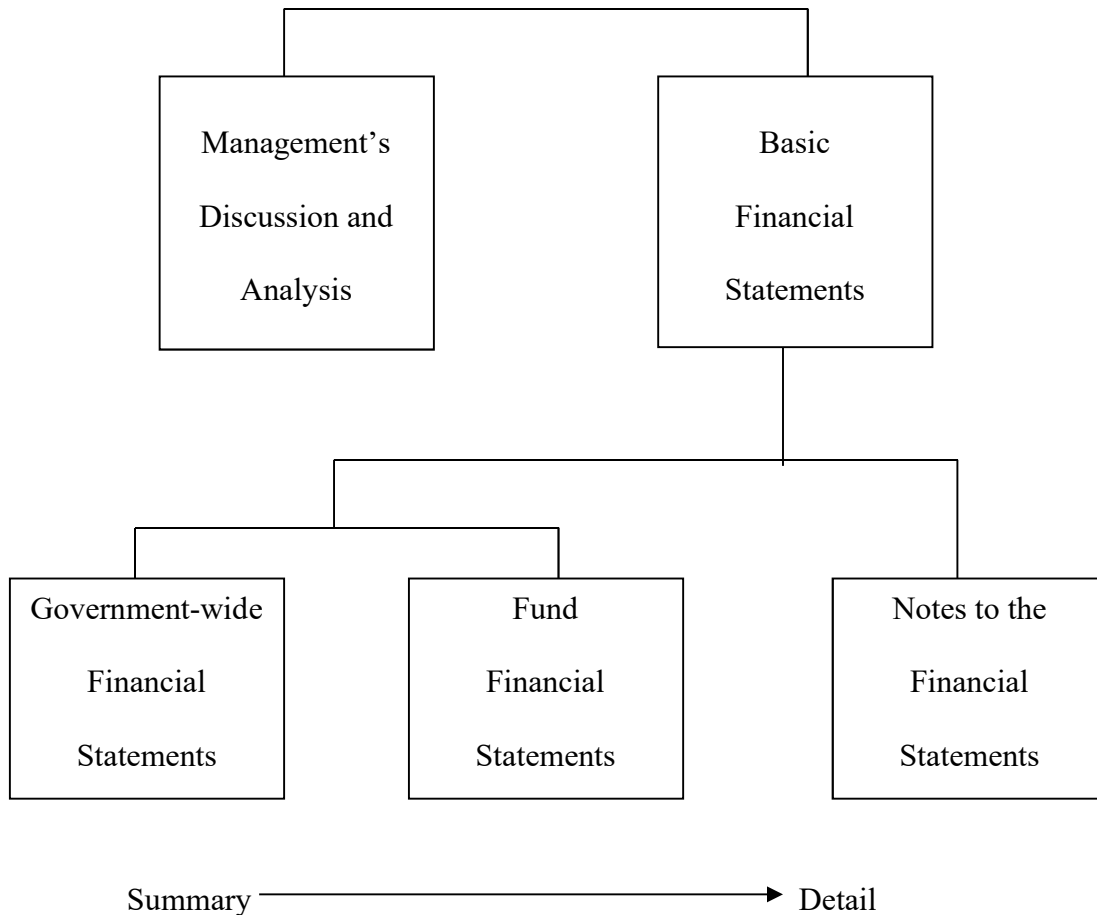 Management’s
Discussion and
Analysis
Basic
Financial
Statements
Government-wide
Financial
Statements
Fund
Financial
Statements
Notes to the
Financial
Statements
Summary
Detail